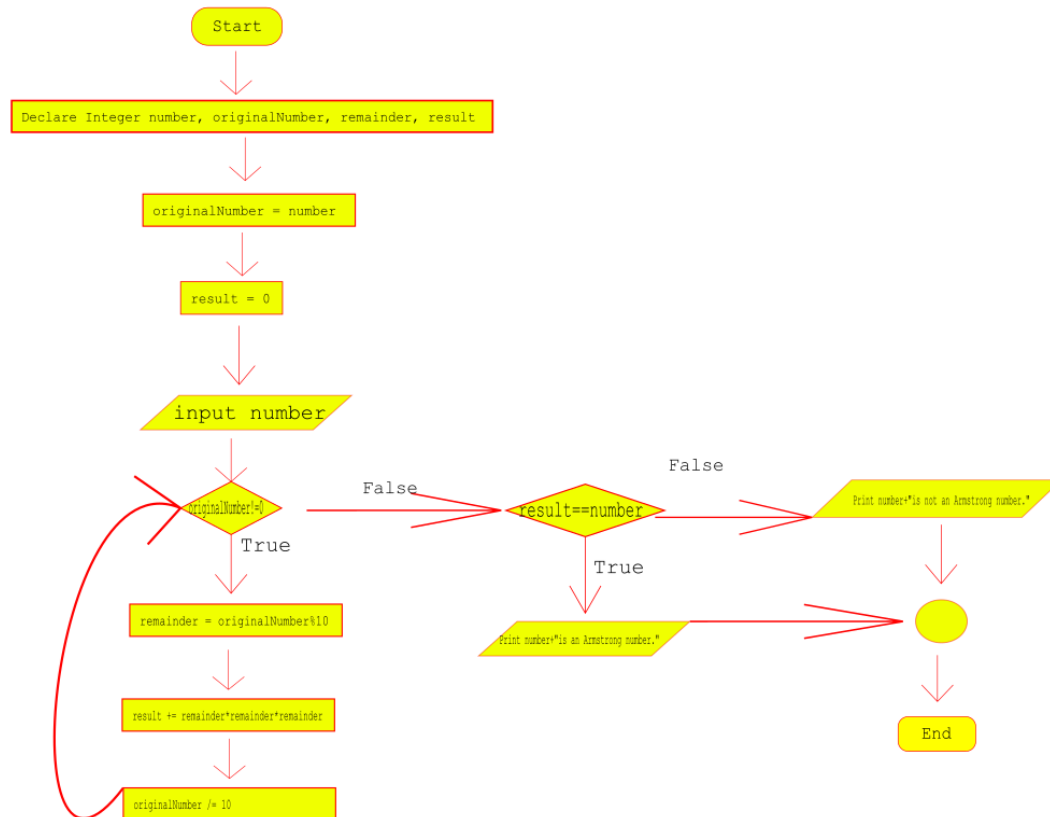 Start
Declare Integer number, originalNumber, remainder, result
originalNumber = number
result = 0
input number
originalNumber!=0
False
result==number
False
Print number+"is not an Armstrong number."
True
True
remainder = originalNumber%10
Print number+"is an Armstrong number."
result += remainder*remainder*remainder
End
originalNumber /= 10